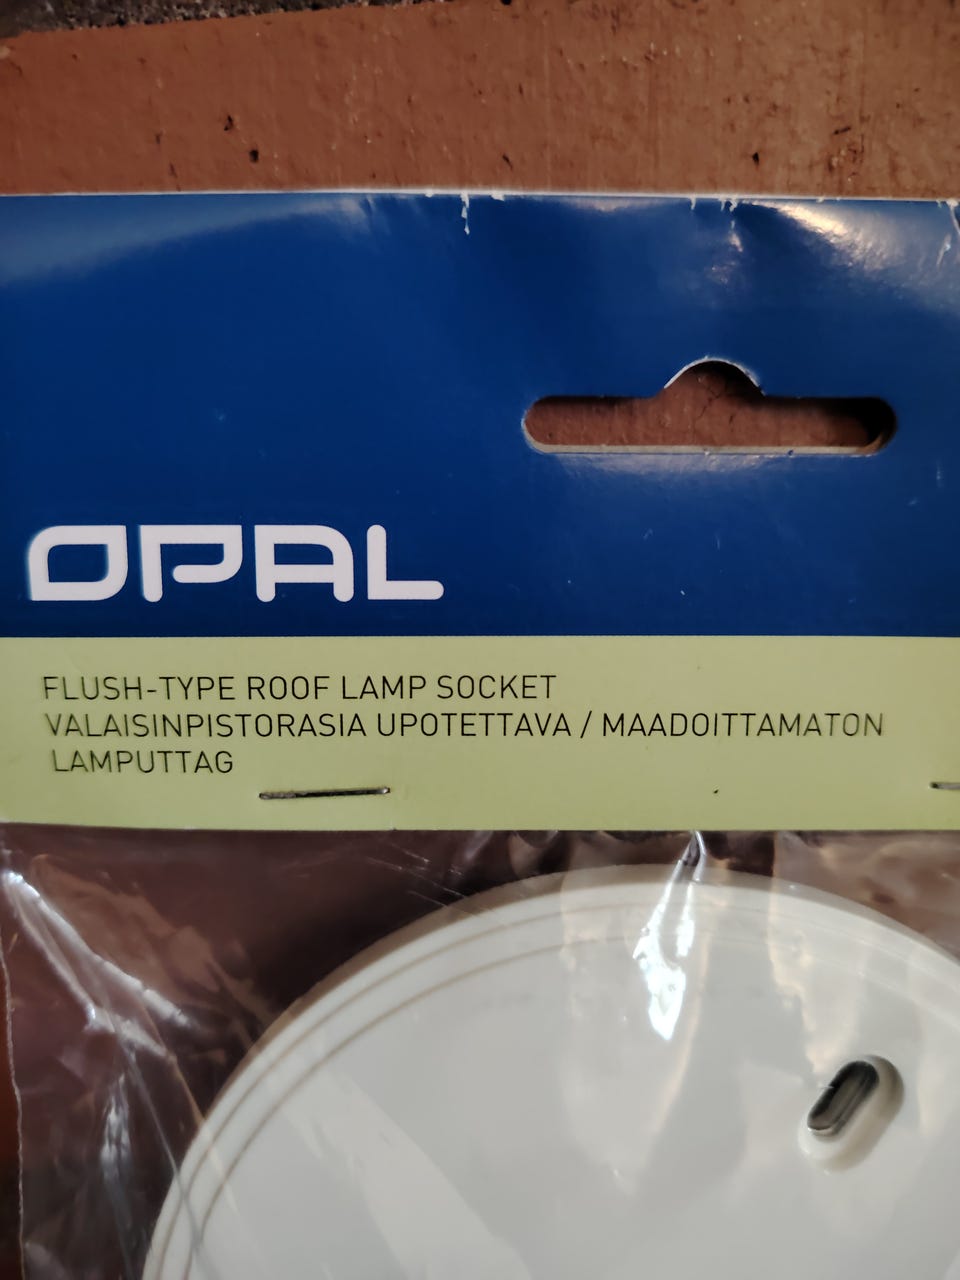 OPAL
FLUSH-TYPE ROOF LAMP SOCKET
VALAISINPISTORASIA UPOTETTAVA / MAADOITTAMATON
LAMPUTTAG